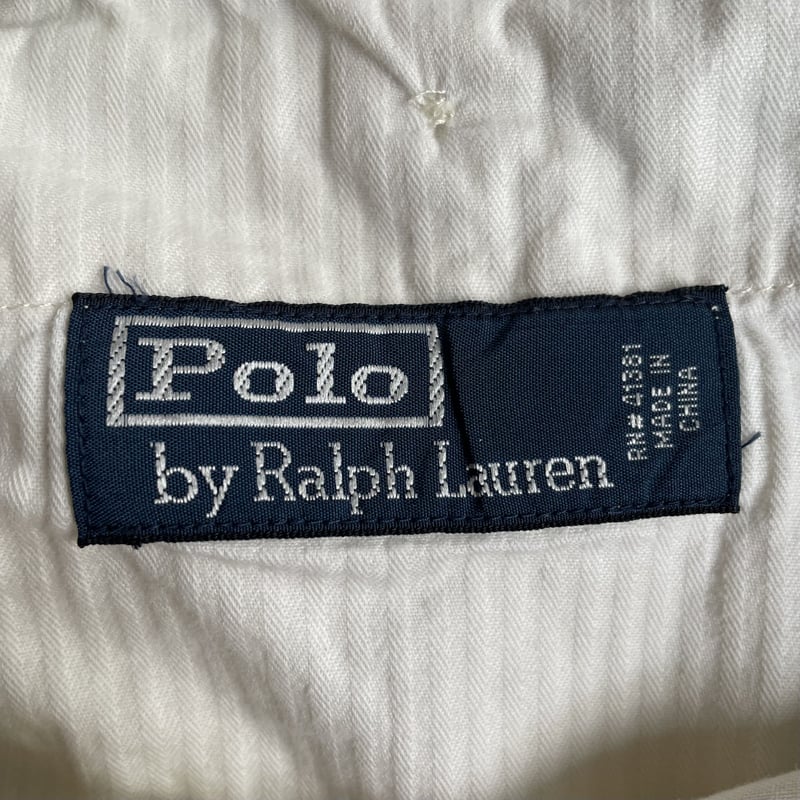 Polo
by Ralph Lauren
RN# 41381
MADE IN
CHINA